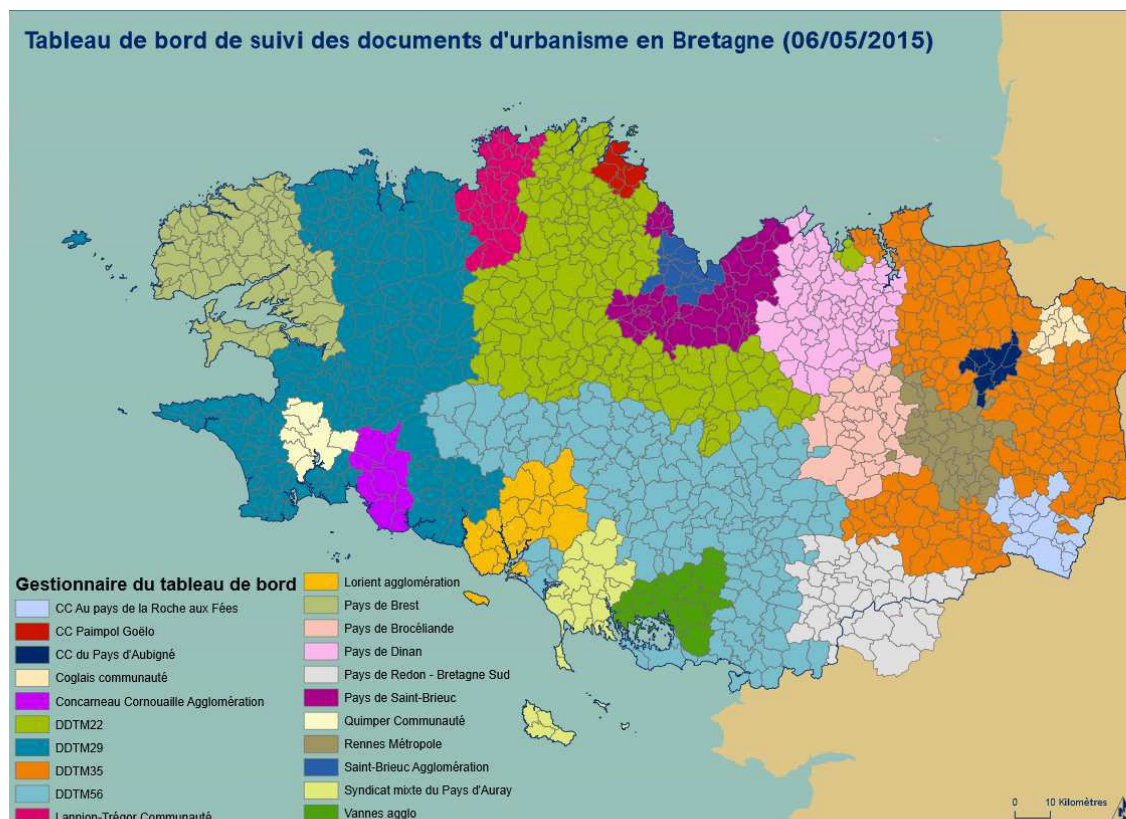 Tableau de bord de suivi des documents d'urbanisme en Bretagne (06/05/2015)
Gestionnaire du tableau de bord
CC Au pays de la Roche aux Fées
CC Paimpol Goëlo
CC du Pays d'Aubigné
Coglais communauté
Concarneau Cornouaille Agglomération
DDTM22
DDTM29
DDTM35
DDTM56
Lannion-Trégor Communauté
Lorient agglomération
Pays de Brest
Pays de Brocéliande
Pays de Dinan
Pays de Redon - Bretagne Sud
Pays de Saint-Brieuc
Quimper Communauté
Rennes Métropole
Saint-Brieuc Agglomération
Syndicat mixte du Pays d'Auray
Vannes agglo
0 10 Kilomètres
N